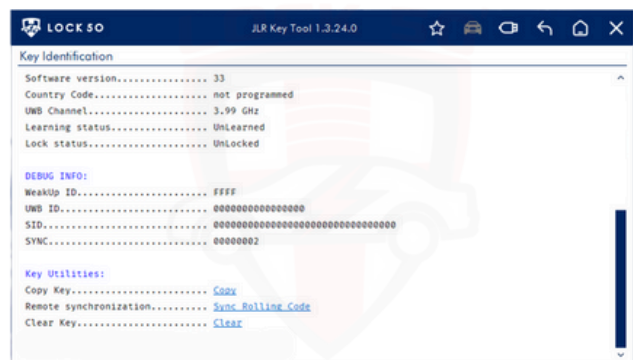 LOCK50
JLR Key Tool 1.3.24.0
Key Identification
Software version................ 33
Country Code.................... not programmed
UWB Channel..................... 3.99 GHz
Learning status................. UnLearned
Lock status..................... UnLocked
DEBUG INFO:
WeakUp ID....................... FFFF
UWB ID.......................... 0000000000000000
SID............................. 00000000000000000000000000000000
SYNC............................ 00000002
Key Utilities:
Copy Key........................ Copy
Remote synchronization.......... Sync Rolling Code
Clear Key....................... Clear